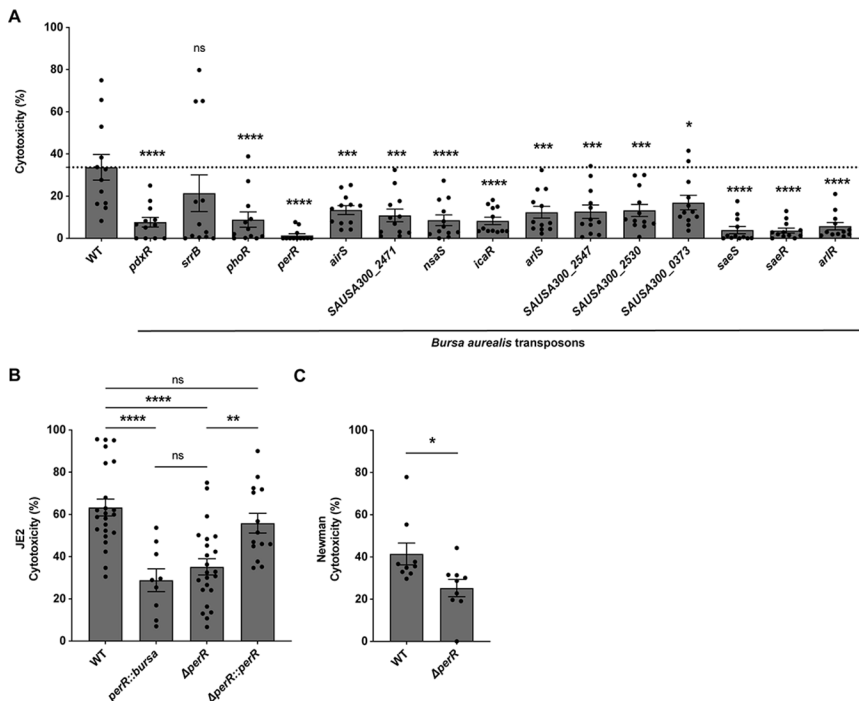 A
Cytotoxicity (%)
100
80
60
40
20
0
ns
****
****
****
***
***
****
****
***
***
***
*
****
****
****
WT
pdxR
srrB
phoR
perR
airS
SAUSA300_2471
nsaS
icaR
arlS
SAUSA300_2547
SAUSA300_2530
SAUSA300_0373
saeS
saeR
arlR
Bursa aurealis transposons
B
ns
****
****
**
ns
JE2
Cytotoxicity (%)
100
80
60
40
20
0
WT
perR::bursa
ΔperR
ΔperR::perR
C
*
Newman
Cytotoxicity (%)
100
80
60
40
20
0
WT
ΔperR